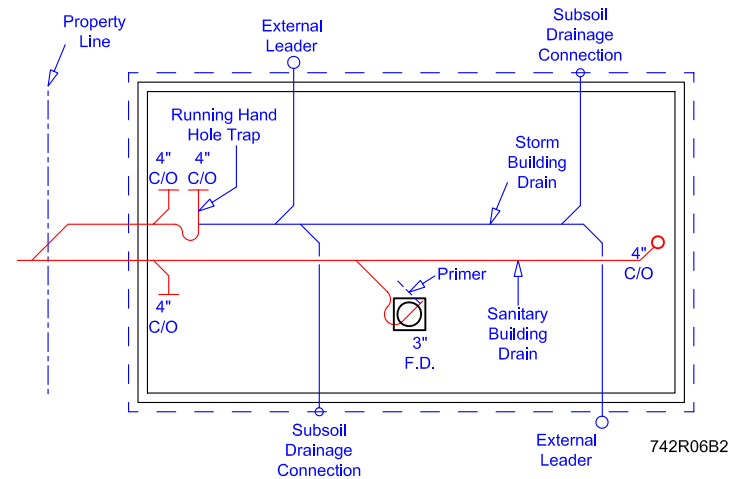 Property
Line
External
Leader
Subsoil
Drainage
Connection
Running Hand
Hole Trap
4"
C/O
4"
C/O
Storm
Building
Drain
4"
C/O
Primer
4"
C/O
Sanitary
Building
Drain
3"
F.D.
Subsoil
Drainage
Connection
External
Leader
742R06B2